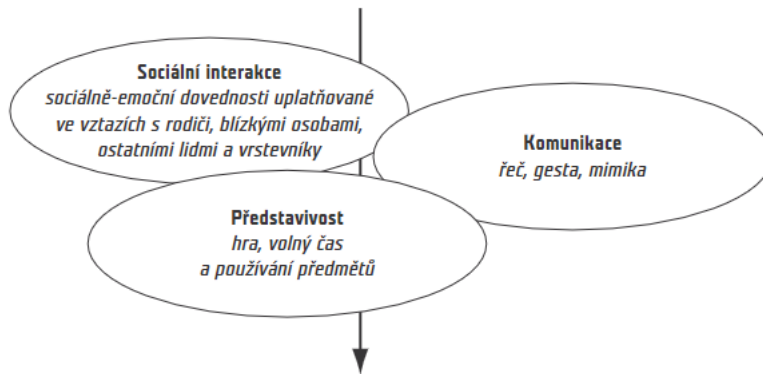 Sociální interakce
sociálně-emoční dovednosti uplatňované
ve vztazích s rodiči, blízkými osobami,
ostatními lidmi a vrstevníky
Komunikace
řeč, gesta, mimika
Představivost
hra, volný čas
a používání předmětů